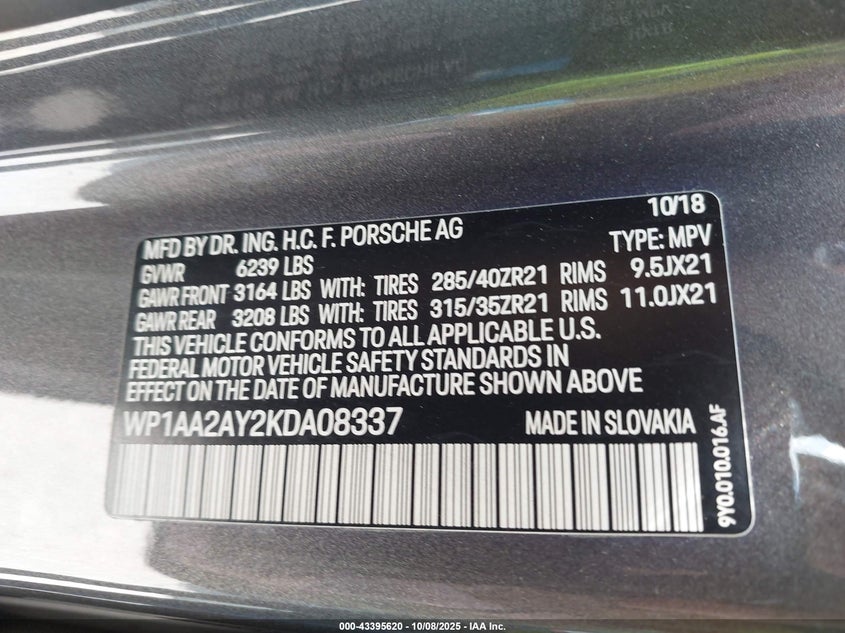 10/18
MFD BY DR. ING. H.C. F. PORSCHE AG
TYPE: MPV
GVWR 6239 LBS
GAWR FRONT 3164 LBS WITH: TIRES 285/40ZR21 RIMS 9.5JX21
GAWR REAR 3208 LBS WITH: TIRES 315/35ZR21 RIMS 11.0JX21
THIS VEHICLE CONFORMS TO ALL APPLICABLE U.S.
FEDERAL MOTOR VEHICLE SAFETY STANDARDS IN
EFFECT ON THE DATE OF MANUFACTURE SHOWN ABOVE
WP1AA2AY2KDA08337 MADE IN SLOVAKIA
9Y0.010.016.AF
000-43395620 - 10/08/2025 - IAA Inc.